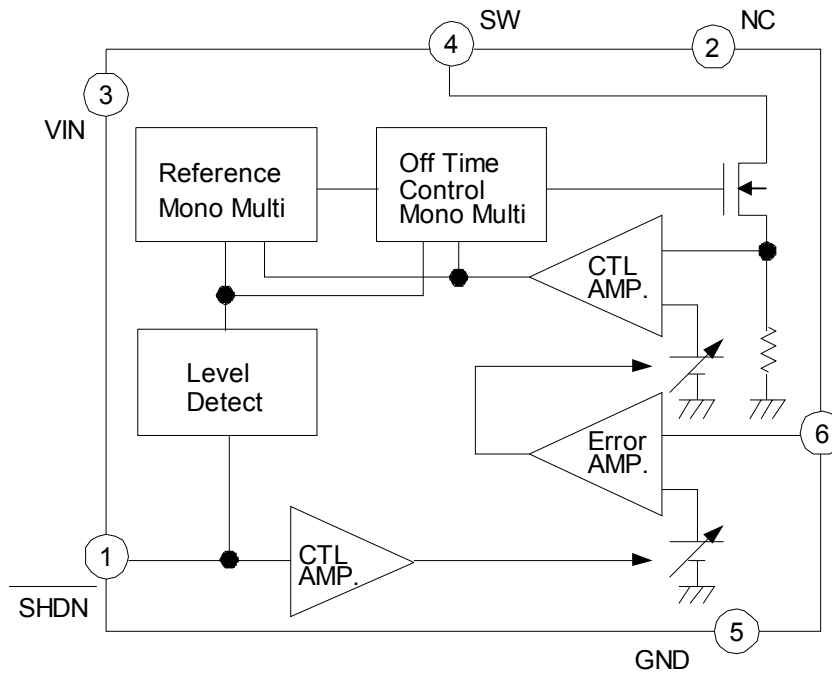 SW
NC
4
2
3
VIN
Reference
Mono Multi
Off Time
Control
Mono Multi
CTL
AMP.
Level
Detect
Error
AMP.
6
1
CTL
AMP.
SHDN
5
GND